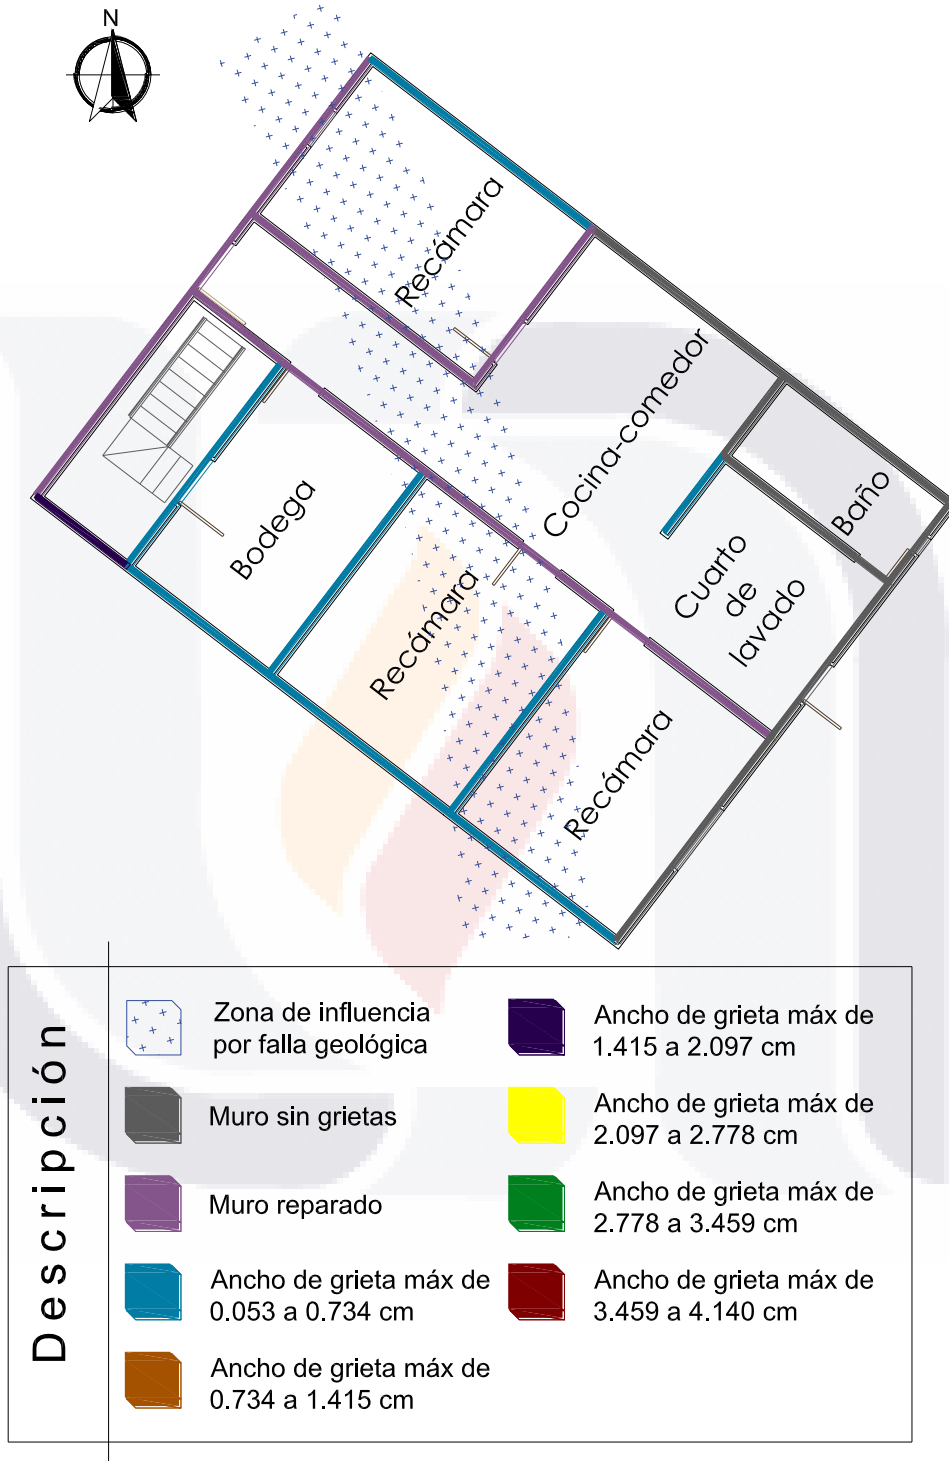 N
Recámara
Cocina-comedor
Baño
Bodega
Cuarto
de
lavado
Recámara
Recámara
Descripción
Zona de influencia
por falla geológica
Muro sin grietas
Muro reparado
Ancho de grieta máx de
0.053 a 0.734 cm
Ancho de grieta máx de
0.734 a 1.415 cm
Ancho de grieta máx de
1.415 a 2.097 cm
Ancho de grieta máx de
2.097 a 2.778 cm
Ancho de grieta máx de
2.778 a 3.459 cm
Ancho de grieta máx de
3.459 a 4.140 cm